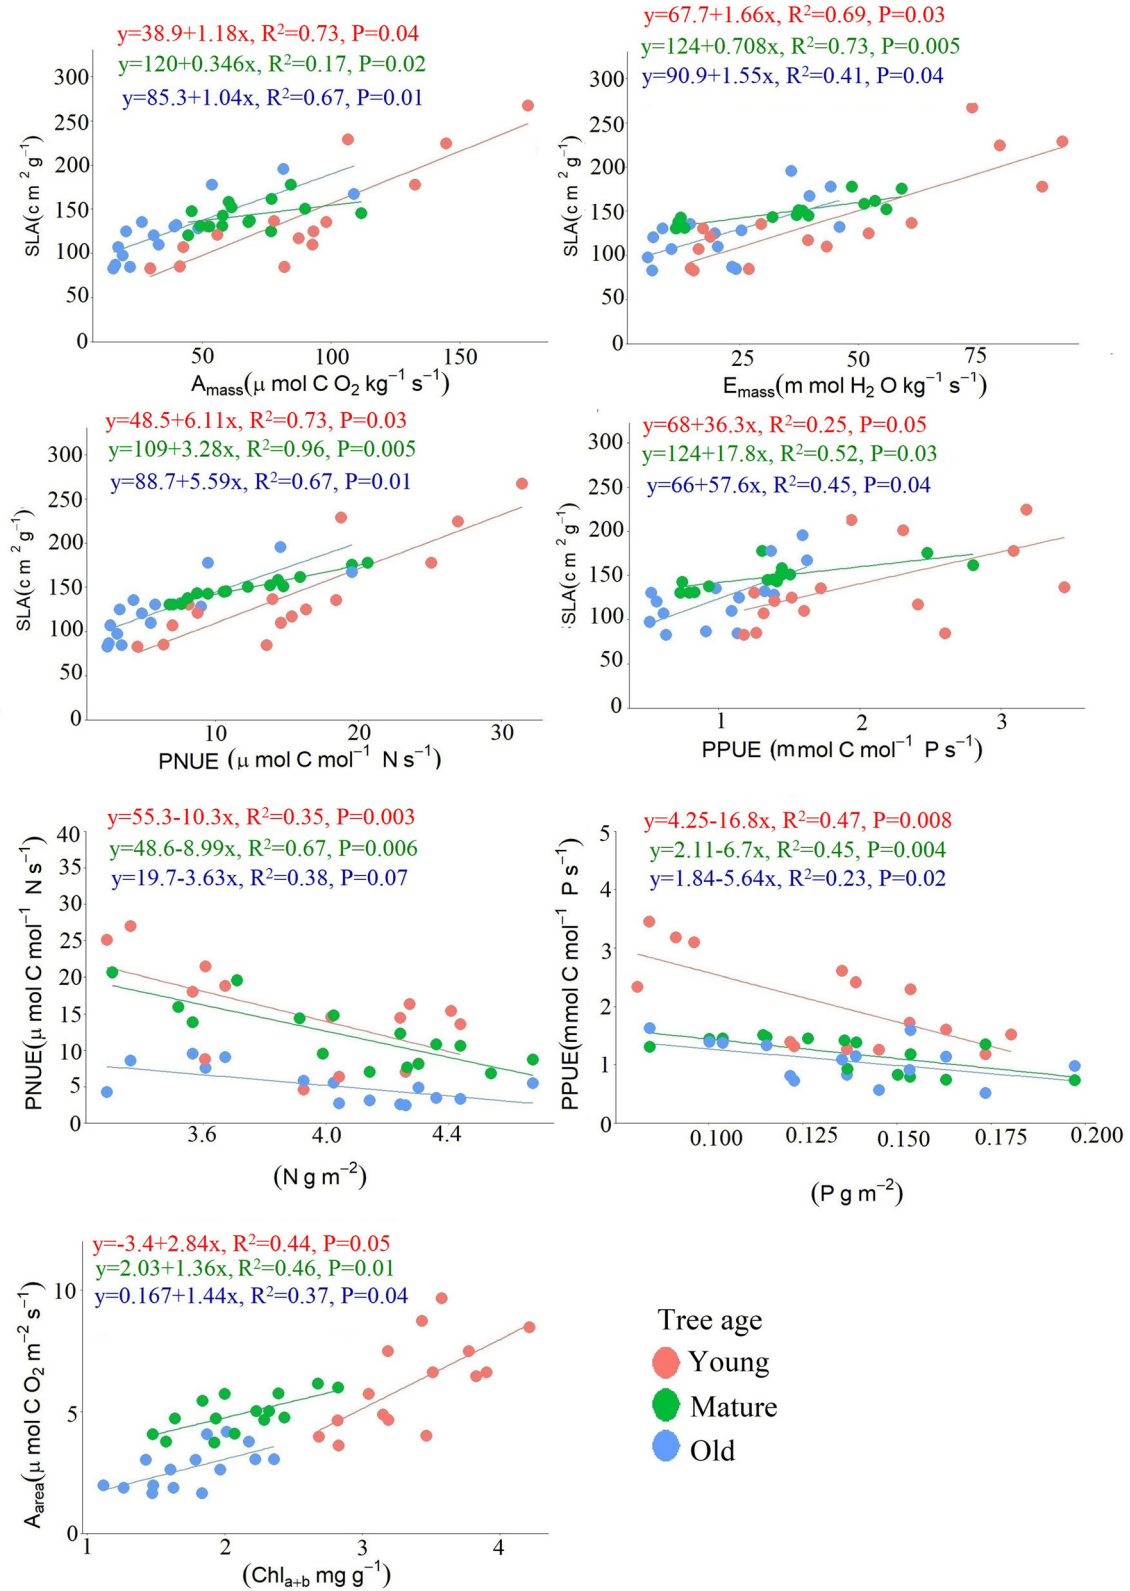 y=38.9+1.18x, R²=0.73, P=0.04
y=120+0.346x, R²=0.17, P=0.02
y=85.3+1.04x, R²=0.67, P=0.01
300
250
200
150
100
50
0
SLA(c m ² g⁻¹)
50 100 150
Amass(μ mol C O₂ kg⁻¹ s⁻¹)
y=67.7+1.66x, R²=0.69, P=0.03
y=124+0.708x, R²=0.73, P=0.005
y=90.9+1.55x, R²=0.41, P=0.04
300
250
200
150
100
50
0
SLA(c m ² g⁻¹)
25 50 75
Emass(m mol H₂ O kg⁻¹ s⁻¹)
y=48.5+6.11x, R²=0.73, P=0.03
y=109+3.28x, R²=0.96, P=0.005
y=88.7+5.59x, R²=0.67, P=0.01
300
250
200
150
100
50
0
SLA(c m ² g⁻¹)
10 20 30
PNUE (μ mol C mol⁻¹ N s⁻¹)
y=68+36.3x, R²=0.25, P=0.05
y=124+17.8x, R²=0.52, P=0.03
y=66+57.6x, R²=0.45, P=0.04
300
250
200
150
100
50
0
SLA(c m ² g⁻¹)
1 2 3
PPUE (mmol C mol⁻¹ P s⁻¹)
y=55.3-10.3x, R²=0.35, P=0.003
y=48.6-8.99x, R²=0.67, P=0.006
y=19.7-3.63x, R²=0.38, P=0.07
40
35
30
25
20
15
10
5
0
PNUE(μ mol C mol⁻¹ N s⁻¹)
3.6 4.0 4.4
(N g m⁻²)
y=4.25-16.8x, R²=0.47, P=0.008
y=2.11-6.7x, R²=0.45, P=0.004
y=1.84-5.64x, R²=0.23, P=0.02
5
4
3
2
1
0
PPUE(mmol C mol⁻¹ P s⁻¹)
0.100 0.125 0.150 0.175 0.200
(P g m⁻²)
y=-3.4+2.84x, R²=0.44, P=0.05
y=2.03+1.36x, R²=0.46, P=0.01
y=0.167+1.44x, R²=0.37, P=0.04
10
5
0
Aarea(μ mol C O₂ m⁻² s⁻¹)
1 2 3 4
(Chla+b mg g⁻¹)
Tree age
Young
Mature
Old